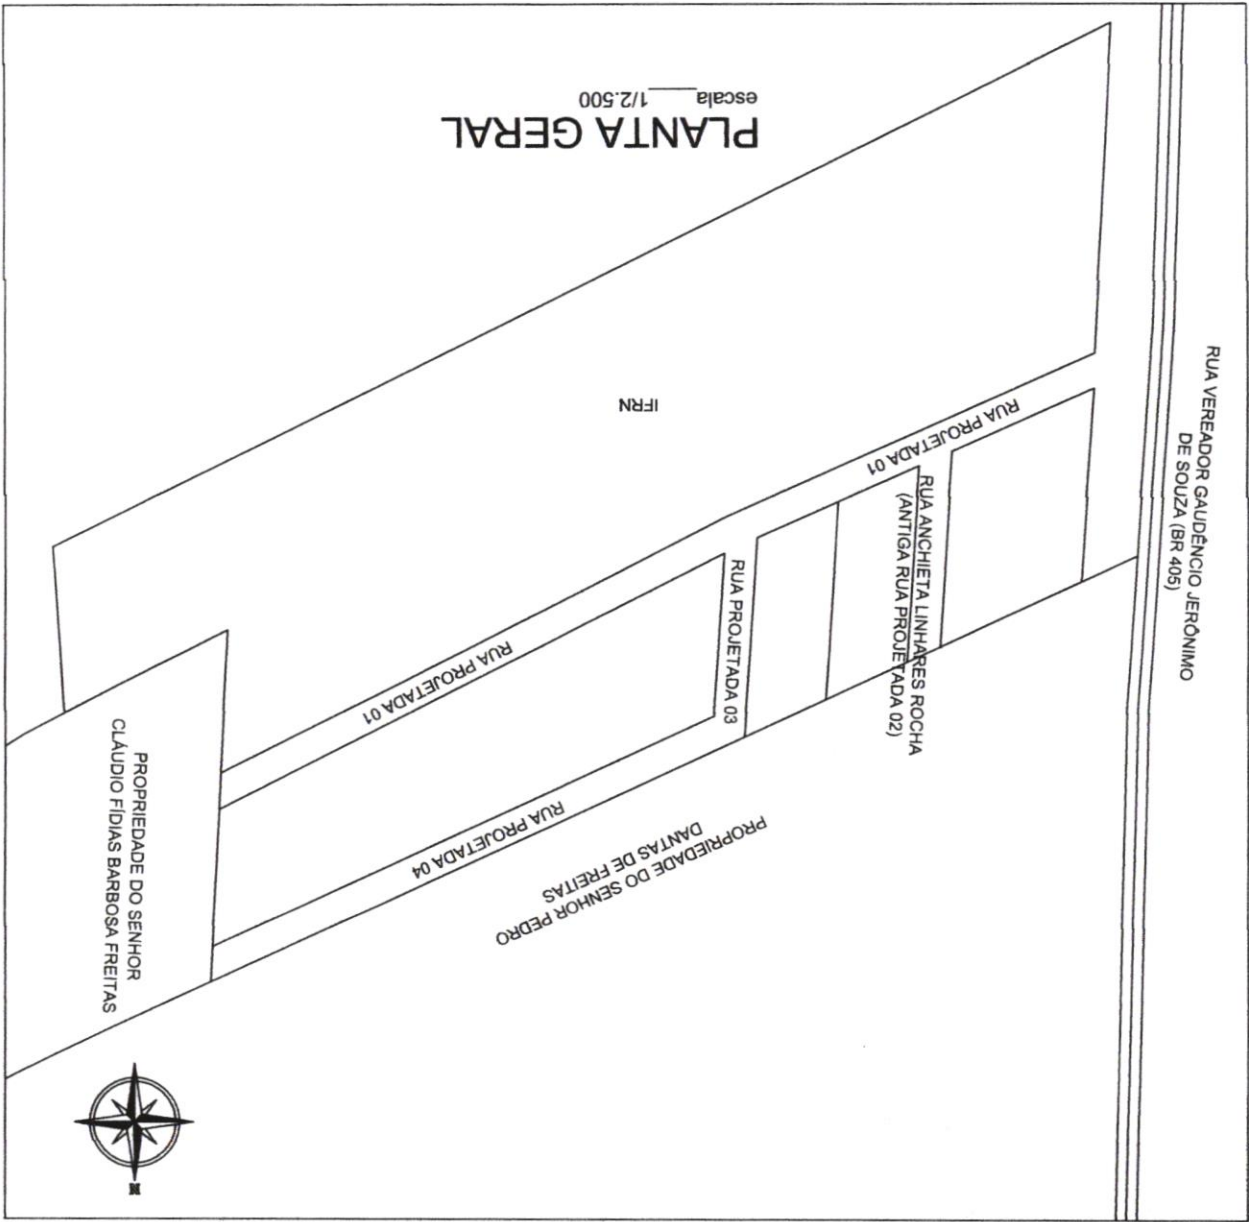 PLANTA GERAL
escala____1/2.500
IFRN
RUA PROJETADA 01
RUA VEREADOR GAUDÊNCIO JERÔNIMO
DE SOUZA (BR 405)
RUA ANCHIETA LINHARES ROCHA
(ANTIGA RUA PROJETADA 02)
RUA PROJETADA 03
RUA PROJETADA 01
RUA PROJETADA 04
PROPRIEDADE DO SENHOR PEDRO
DANTAS DE FREITAS
PROPRIEDADE DO SENHOR
CLÁUDIO FÍDIAS BARBOSA FREITAS
N